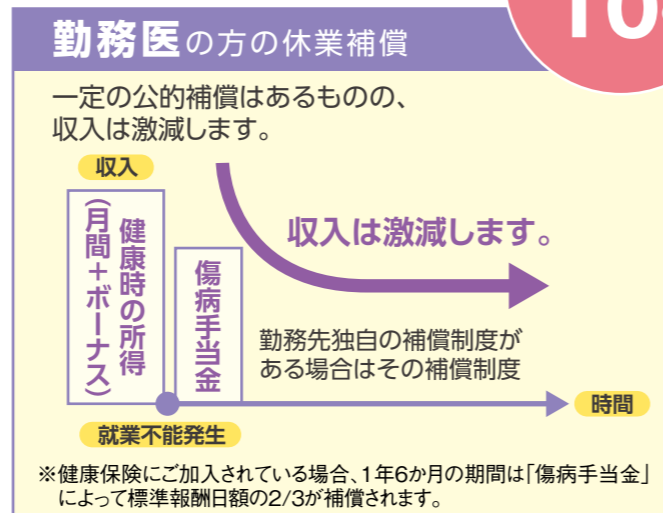 10
勤務医の方の休業補償
一定の公的補償はあるものの、
収入は激減します。
収入
健康時の所得
(月間+ボーナス)
傷病手当金
収入は激減します。
勤務先独自の補償制度が
ある場合はその補償制度
時間
就業不能発生
※健康保険にご加入されている場合、1年6か月の期間は「傷病手当金」
によって標準報酬日額の2/3が補償されます。